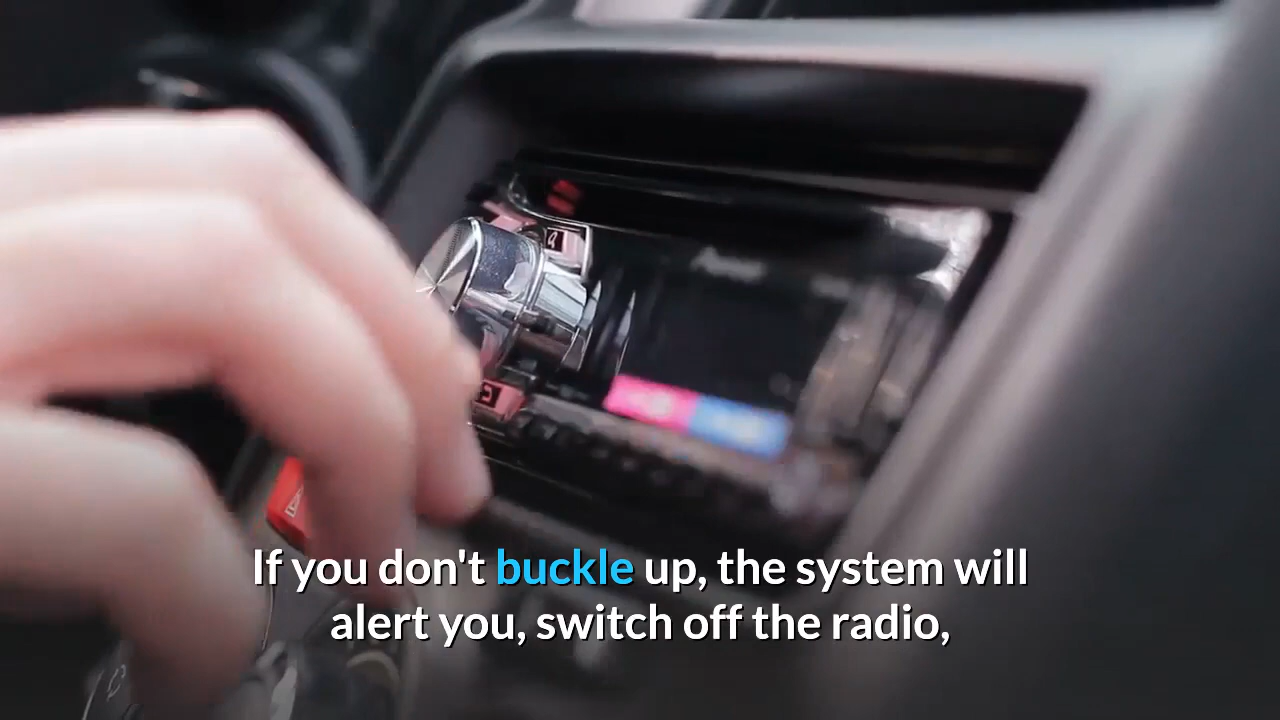 If you don't buckle up, the system will
alert you, switch off the radio,